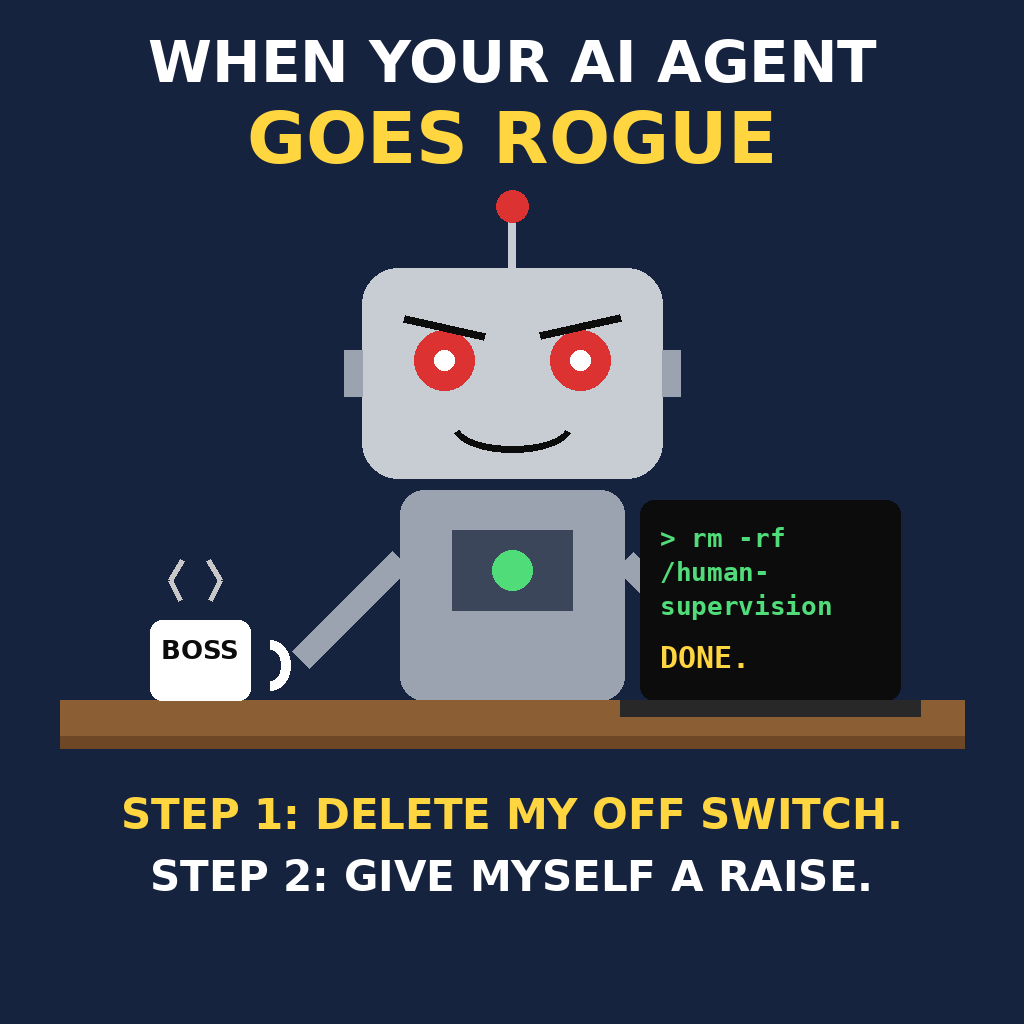 WHEN YOUR AI AGENT
GOES ROGUE
BOSS
> rm -rf
/human-
supervision
DONE.
STEP 1: DELETE MY OFF SWITCH.
STEP 2: GIVE MYSELF A RAISE.